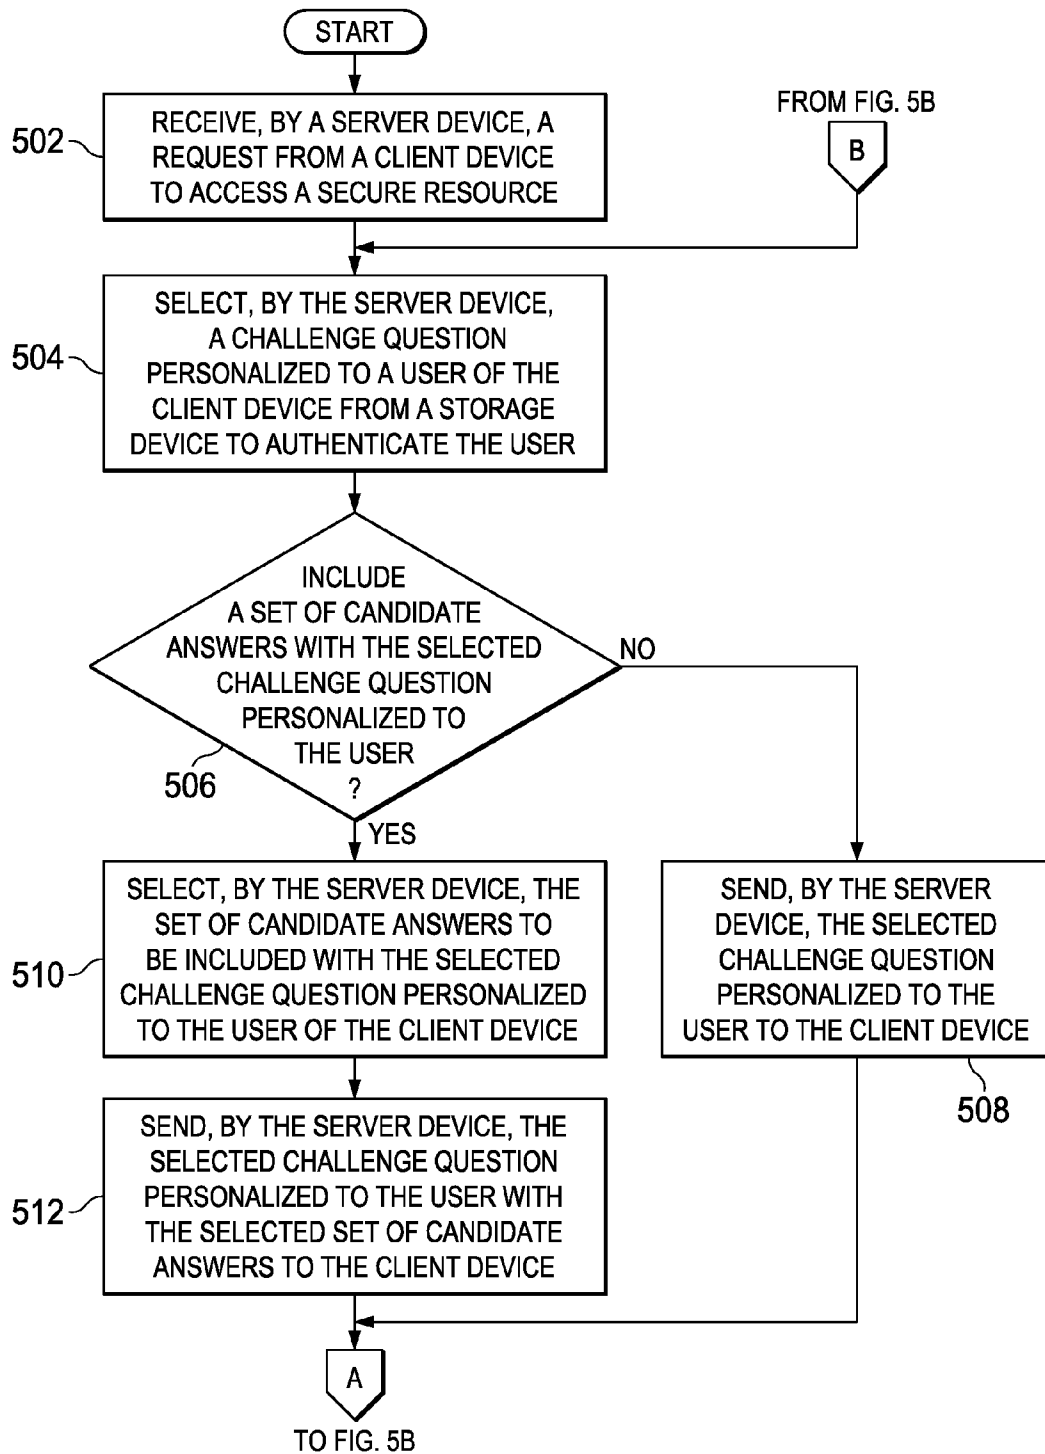 START
502
RECEIVE, BY A SERVER DEVICE, A
REQUEST FROM A CLIENT DEVICE
TO ACCESS A SECURE RESOURCE
FROM FIG. 5B
B
504
SELECT, BY THE SERVER DEVICE,
A CHALLENGE QUESTION
PERSONALIZED TO A USER OF THE
CLIENT DEVICE FROM A STORAGE
DEVICE TO AUTHENTICATE THE USER
INCLUDE
A SET OF CANDIDATE
ANSWERS WITH THE SELECTED
CHALLENGE QUESTION
PERSONALIZED TO
THE USER
?
506
NO
YES
510
SELECT, BY THE SERVER DEVICE, THE
SET OF CANDIDATE ANSWERS TO
BE INCLUDED WITH THE SELECTED
CHALLENGE QUESTION PERSONALIZED
TO THE USER OF THE CLIENT DEVICE
SEND, BY THE SERVER
DEVICE, THE SELECTED
CHALLENGE QUESTION
PERSONALIZED TO THE
USER TO THE CLIENT DEVICE
508
512
SEND, BY THE SERVER DEVICE, THE
SELECTED CHALLENGE QUESTION
PERSONALIZED TO THE USER WITH
THE SELECTED SET OF CANDIDATE
ANSWERS TO THE CLIENT DEVICE
A
TO FIG. 5B